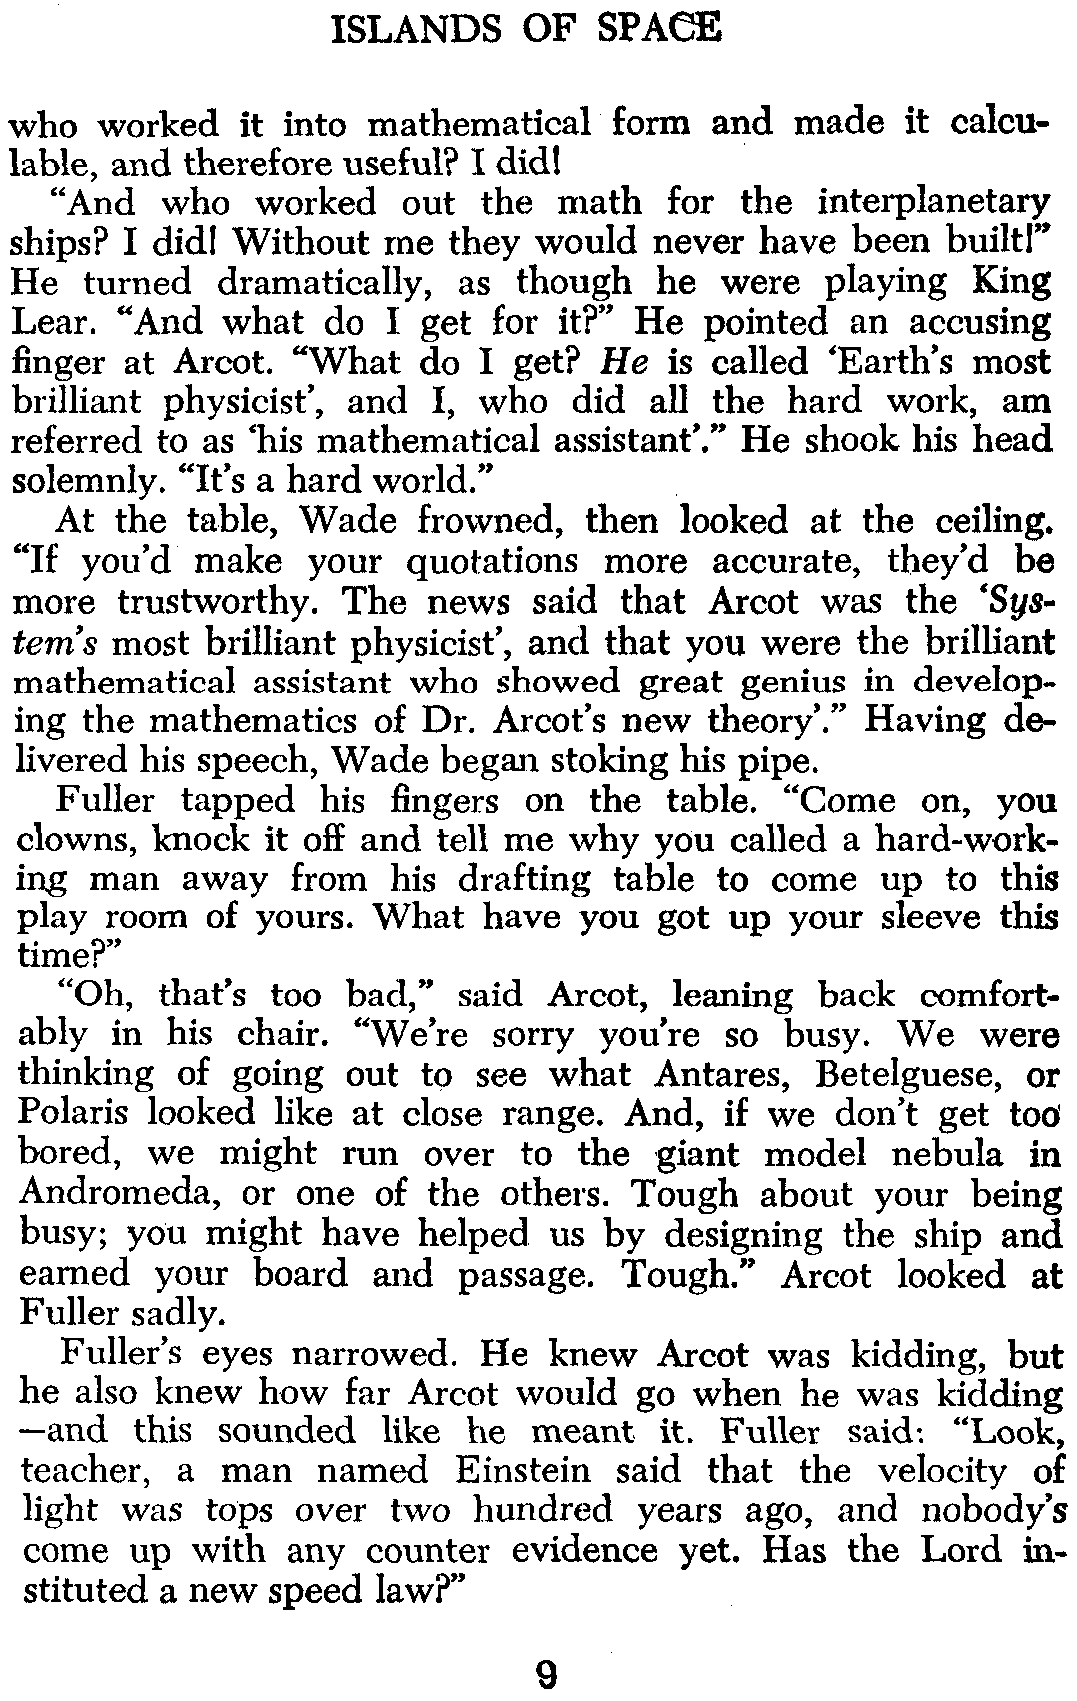 ISLANDS OF SPACE
who worked it into mathematical form and made it calcu-
lable, and therefore useful? I did!
“And who worked out the math for the interplanetary
ships? I did! Without me they would never have been built!”
He turned dramatically, as though he were playing King
Lear. “And what do I get for it?” He pointed an accusing
finger at Arcot. “What do I get? He is called ‘Earth’s most
brilliant physicist’, and I, who did all the hard work, am
referred to as ‘his mathematical assistant’.” He shook his head
solemnly. “It’s a hard world.”
At the table, Wade frowned, then looked at the ceiling.
“If you’d make your quotations more accurate, they’d be
more trustworthy. The news said that Arcot was the ‘Sys-
tem’s most brilliant physicist’, and that you were the brilliant
mathematical assistant who showed great genius in develop-
ing the mathematics of Dr. Arcot’s new theory’.” Having de-
livered his speech, Wade began stoking his pipe.
Fuller tapped his fingers on the table. “Come on, you
clowns, knock it off and tell me why you called a hard-work-
ing man away from his drafting table to come up to this
play room of yours. What have you got up your sleeve this
time?”
“Oh, that’s too bad,” said Arcot, leaning back comfort-
ably in his chair. “We’re sorry you’re so busy. We were
thinking of going out to see what Antares, Betelguese, or
Polaris looked like at close range. And, if we don’t get too
bored, we might run over to the giant model nebula in
Andromeda, or one of the others. Tough about your being
busy; you might have helped us by designing the ship and
earned your board and passage. Tough.” Arcot looked at
Fuller sadly.
Fuller’s eyes narrowed. He knew Arcot was kidding, but
he also knew how far Arcot would go when he was kidding
—and this sounded like he meant it. Fuller said: “Look,
teacher, a man named Einstein said that the velocity of
light was tops over two hundred years ago, and nobody’s
come up with any counter evidence yet. Has the Lord in-
stituted a new speed law?”
9